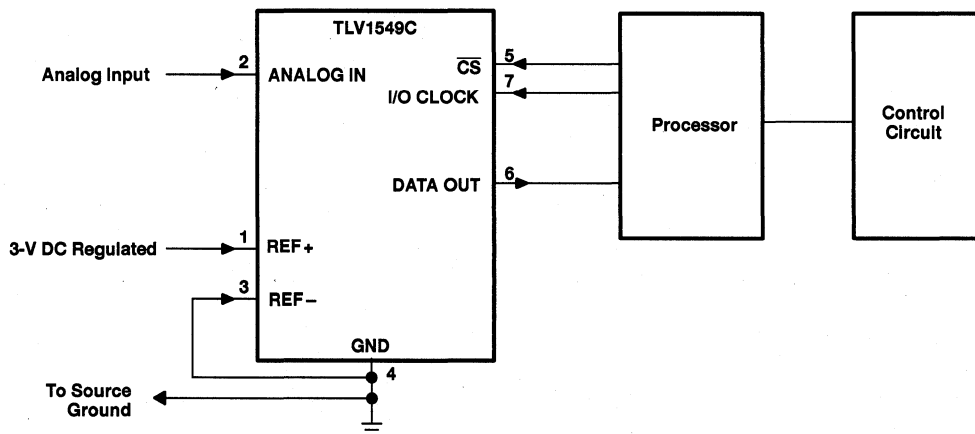 TLV1549C
Analog Input
2
ANALOG IN
CS
5
I/O CLOCK
7
DATA OUT
6
Processor
Control
Circuit
3-V DC Regulated
1
REF+
3
REF–
GND
4
To Source
Ground